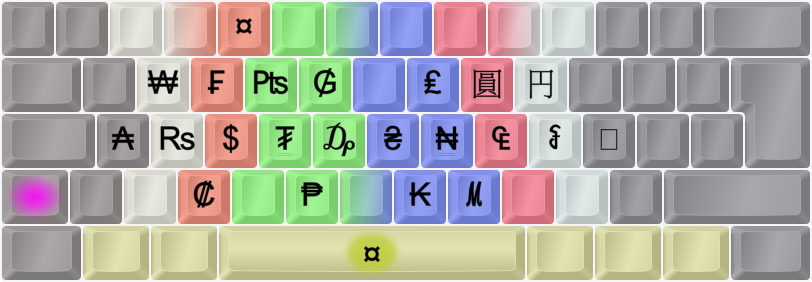 ¤
₩ ₣ ₧ ₲ ₤ 圓 円
₳ ₨ $ ₮ ₯ ₴ ₦ ₠ ៛
₡ ₱ ₭ ℳ
¤